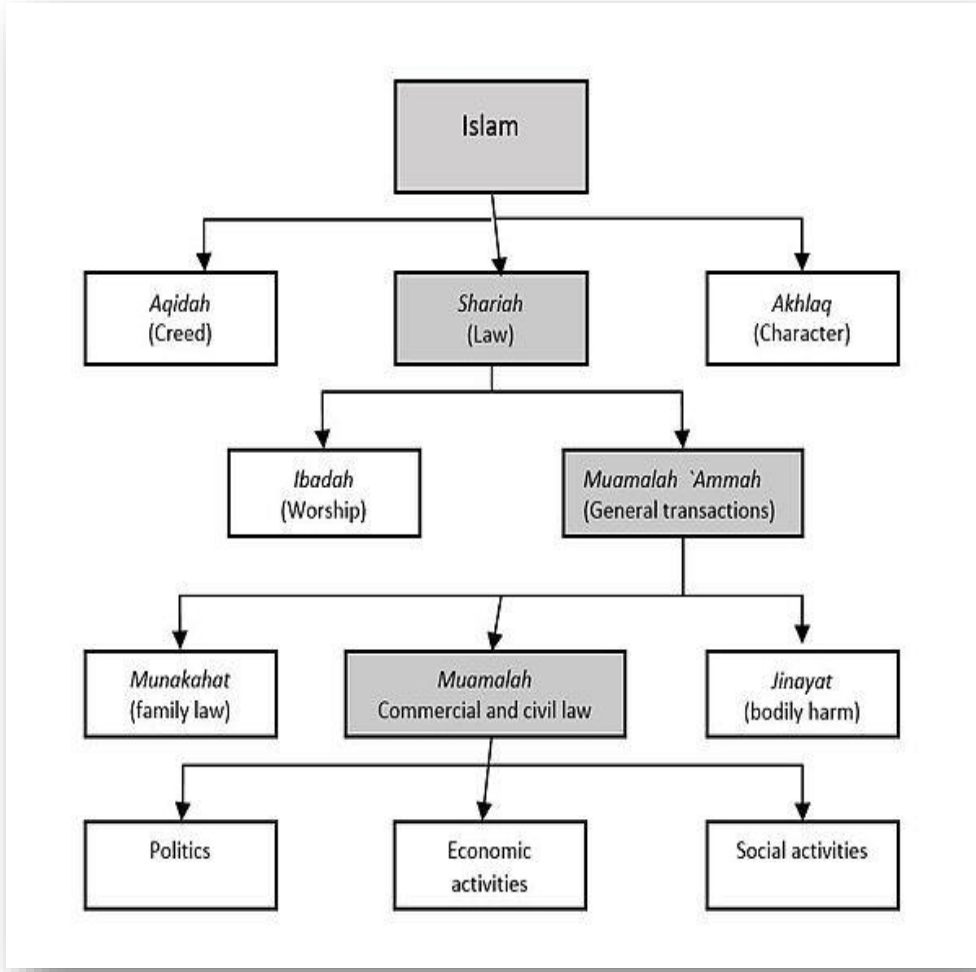 Islam
Aqidah
(Creed)
Shariah
(Law)
Akhlaq
(Character)
Ibadah
(Worship)
Muamalah `Ammah
(General transactions)
Munakahat
(family law)
Muamalah
Commercial and civil law
Jinayat
(bodily harm)
Politics
Economic
activities
Social activities